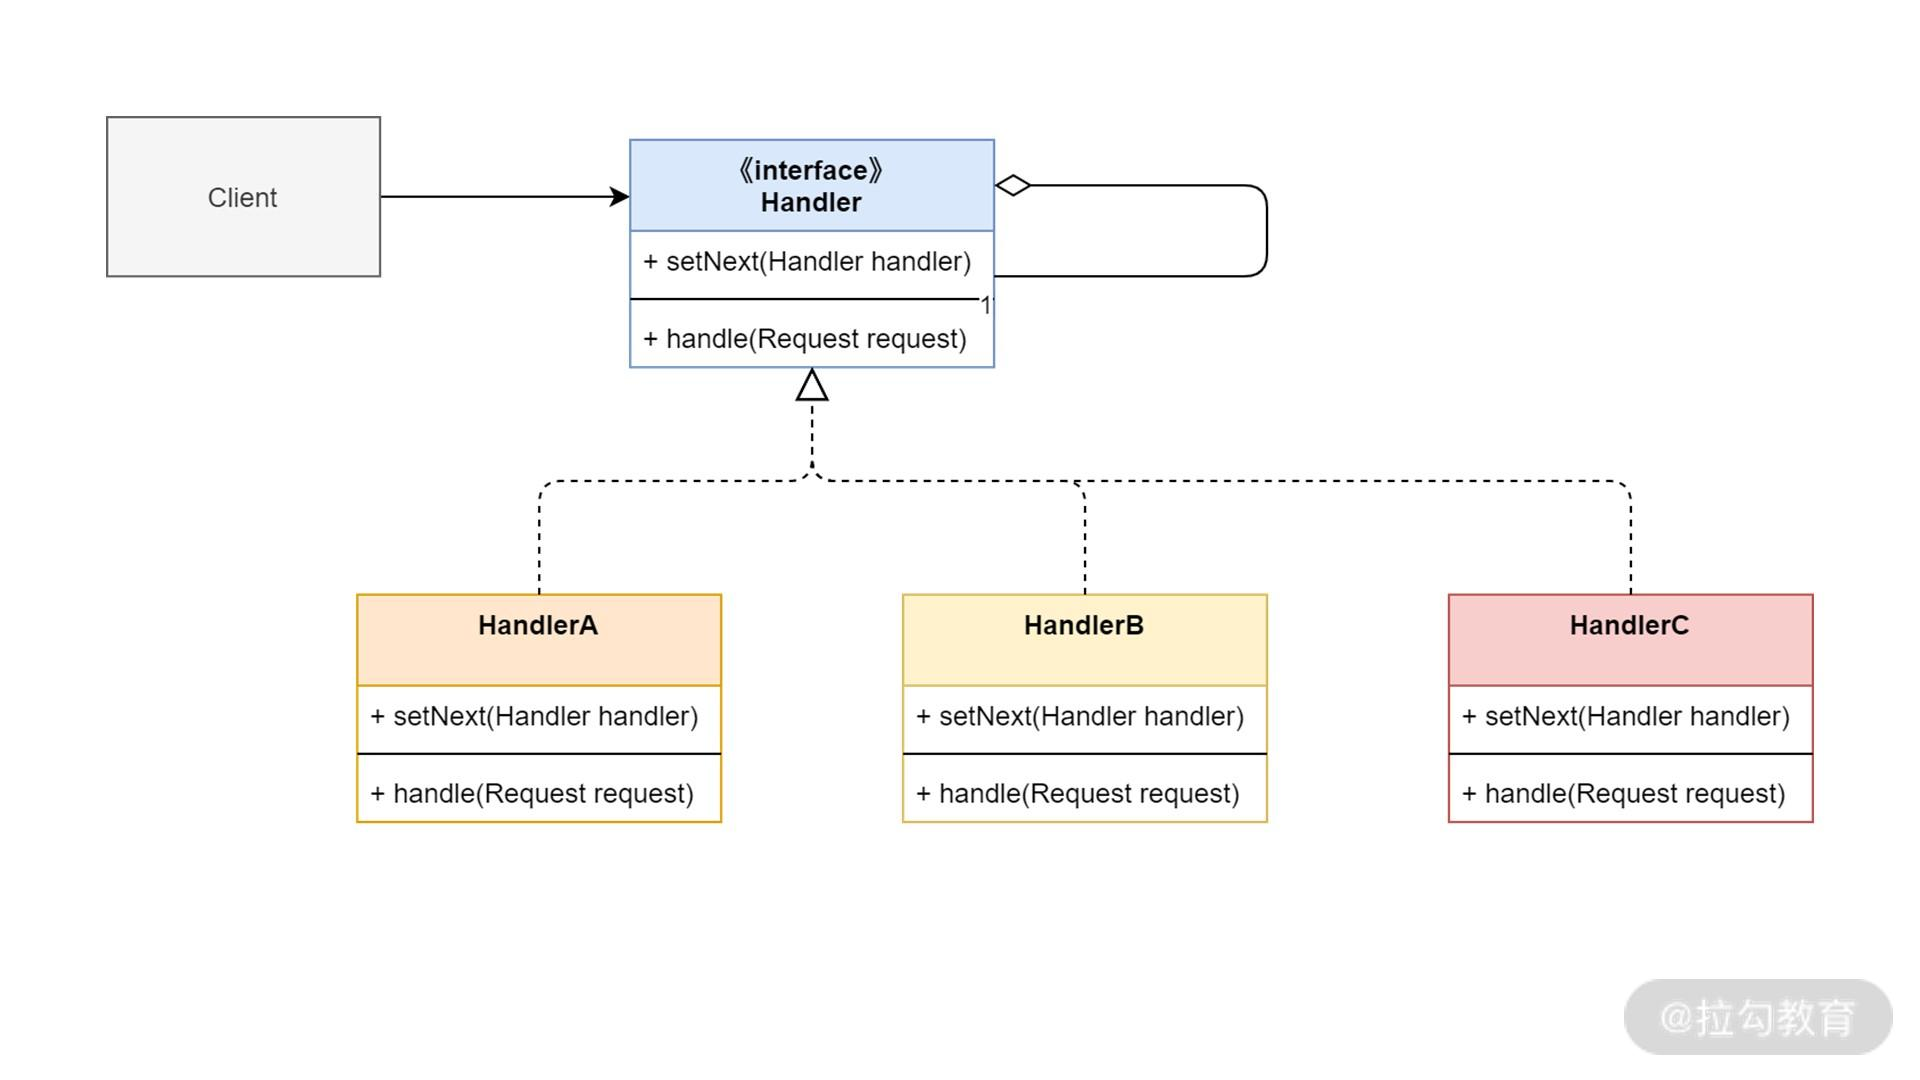 Client
《interface》
Handler
+ setNext(Handler handler)
1
+ handle(Request request)
HandlerA
+ setNext(Handler handler)
+ handle(Request request)
HandlerB
+ setNext(Handler handler)
+ handle(Request request)
HandlerC
+ setNext(Handler handler)
+ handle(Request request)
@拉勾教育